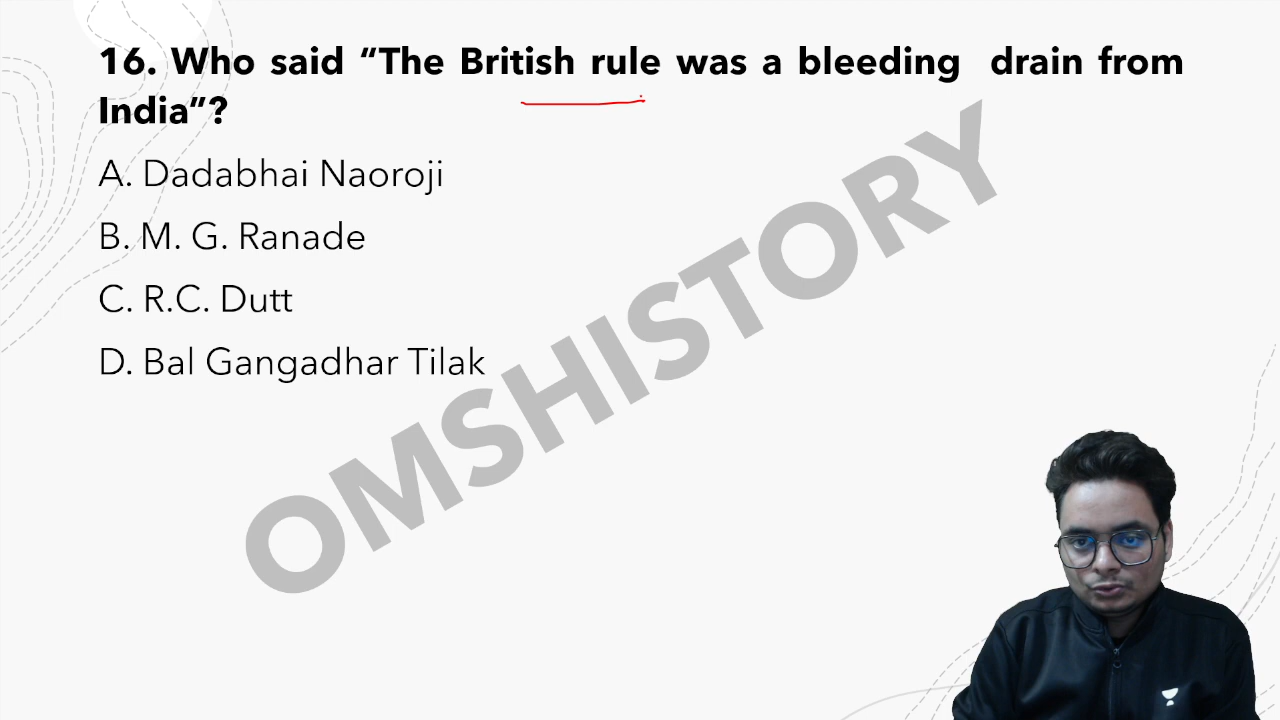 16. Who said “The British rule was a bleeding drain from
India”?
A. Dadabhai Naoroji
B. M. G. Ranade
C. R.C. Dutt
D. Bal Gangadhar Tilak
OMSHISTORY